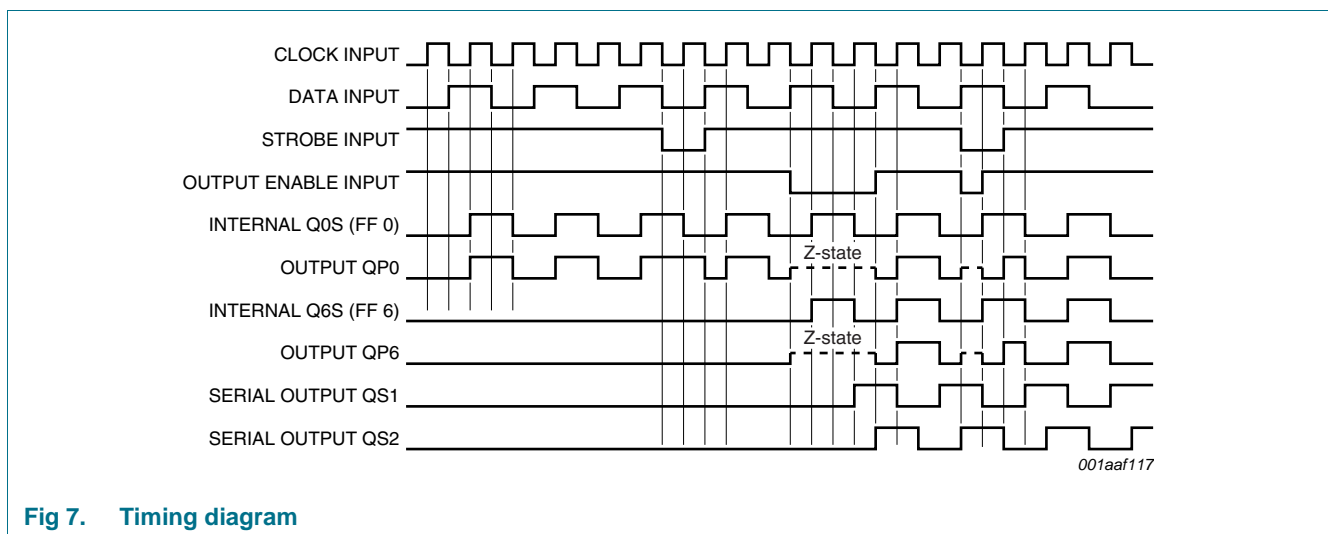 CLOCK INPUT
DATA INPUT
STROBE INPUT
OUTPUT ENABLE INPUT
INTERNAL Q0S (FF 0)
Z-state
OUTPUT QP0
INTERNAL Q6S (FF 6)
Z-state
OUTPUT QP6
SERIAL OUTPUT QS1
SERIAL OUTPUT QS2
001aaf117
Fig 7. Timing diagram